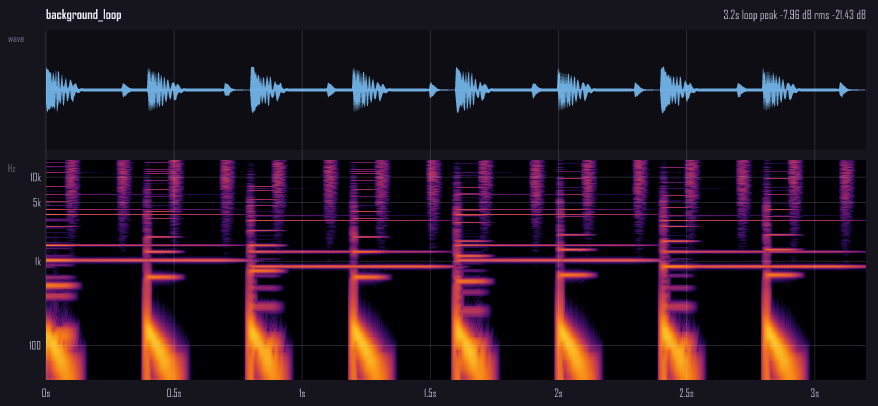 background_loop
3.2s loop peak -7.96 dB rms -21.43 dB
wave
Hz
10k
5k
1k
100
0s 0.5s 1s 1.5s 2s 2.5s 3s